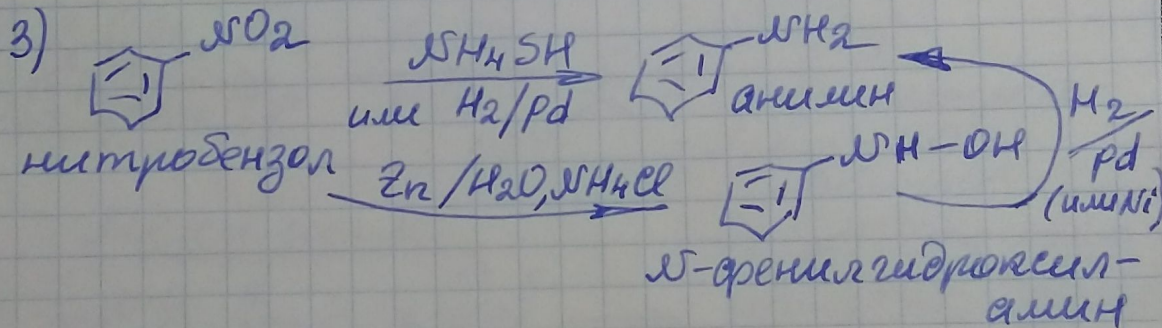 3)
NO2
NH4SH
или H2/Pd
NH2
анилин
H2/Pd
(или Ni)
нитробензол
Zn/H2O, NH4Cl
NH-OH
N-фенилгидроксил-
амин